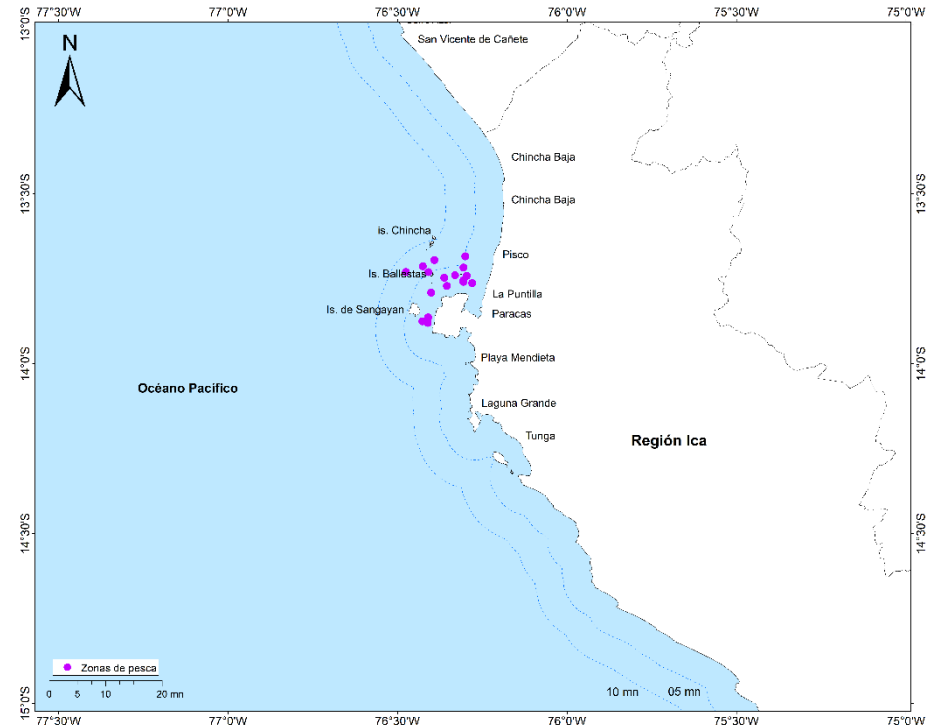 77°30'W 77°0'W 76°30'W 76°0'W 75°30'W 75°0'W
N
13°0'S
13°0'S
San Vicente de Cañete
Chincha Baja
13°30'S
13°30'S
Chincha Baja
is. Chincha
Pisco
Is. Ballestas
La Puntilla
Is. de Sangayan
Paracas
Playa Mendieta
14°0'S
14°0'S
Océano Pacífico
Laguna Grande
Tunga
Región Ica
14°30'S
14°30'S
Zonas de pesca
0 5 10 20 mn
10 mn 05 mn
15°0'S
15°0'S
77°30'W 77°0'W 76°30'W 76°0'W 75°30'W 75°0'W